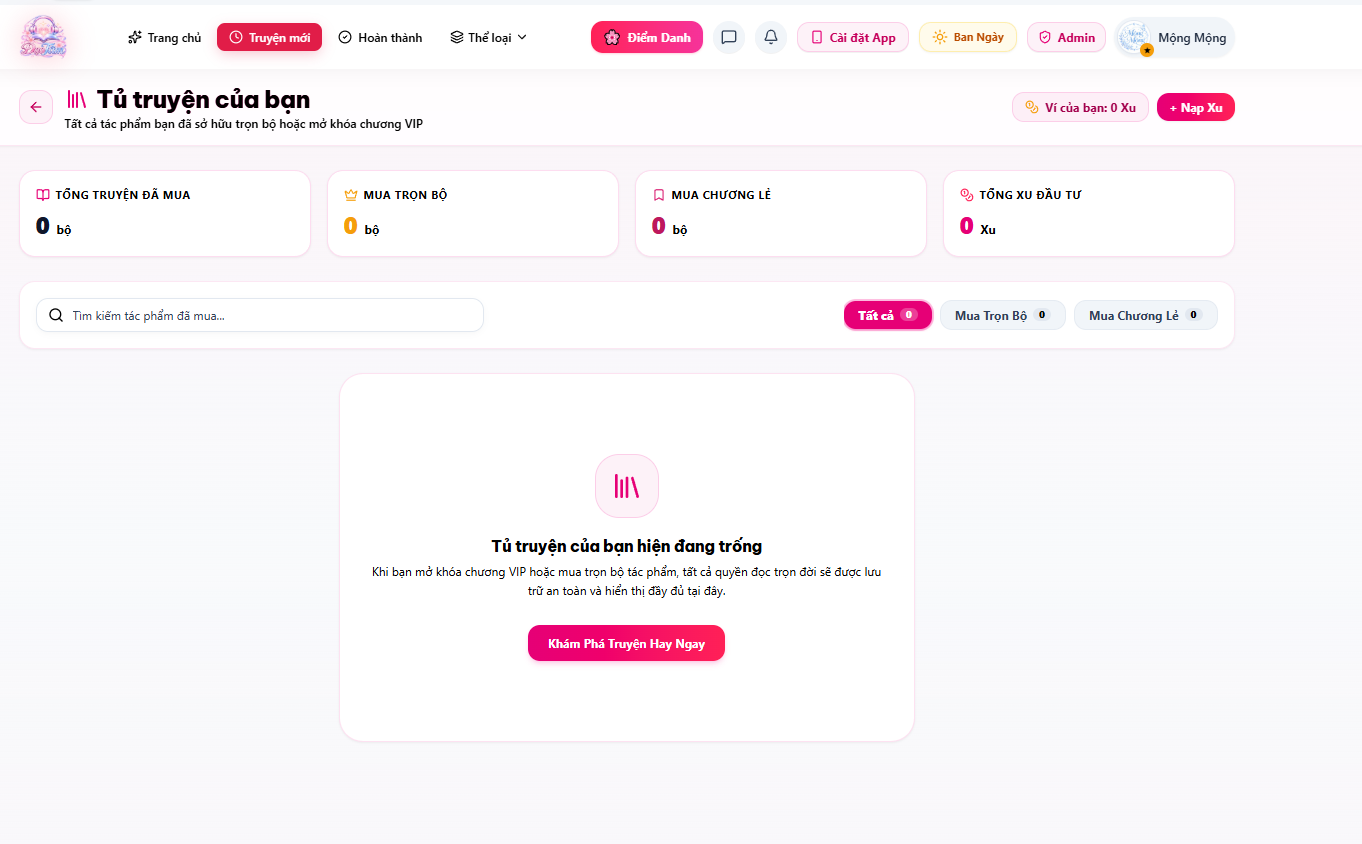 Trang chủ
Truyện mới
Hoàn thành
Thể loại
Điểm Danh
Cài đặt App
Ban Ngày
Admin
Mộng Mộng
Tủ truyện của bạn
Tất cả tác phẩm bạn đã sở hữu trọn bộ hoặc mở khóa chương VIP
Ví của bạn: 0 Xu
+ Nạp Xu
TỔNG TRUYỆN ĐÃ MUA
0 bộ
MUA TRỌN BỘ
0 bộ
MUA CHƯƠNG LẺ
0 bộ
TỔNG XU ĐẦU TƯ
0 Xu
Tìm kiếm tác phẩm đã mua...
Tất cả 0
Mua Trọn Bộ 0
Mua Chương Lẻ 0
Tủ truyện của bạn hiện đang trống
Khi bạn mở khóa chương VIP hoặc mua trọn bộ tác phẩm, tất cả quyền đọc trọn đời sẽ được lưu
trữ an toàn và hiển thị đầy đủ tại đây.
Khám Phá Truyện Hay Ngay